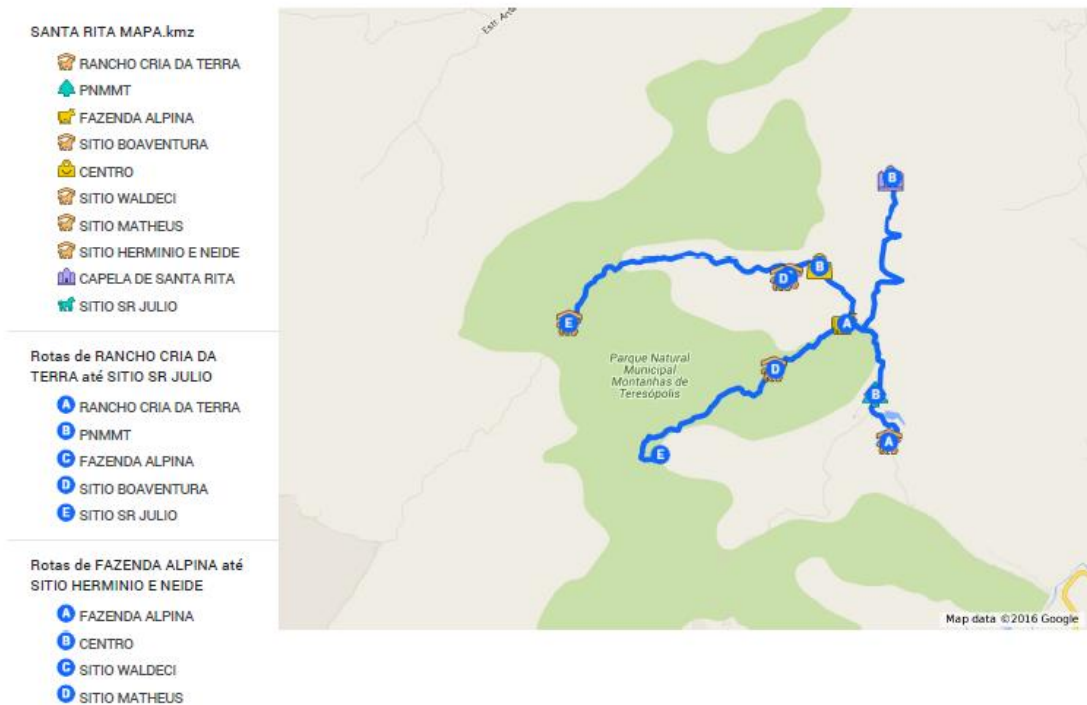 SANTA RITA MAPA.kmz
RANCHO CRIA DA TERRA
PNMMT
FAZENDA ALPINA
SITIO BOAVENTURA
CENTRO
SITIO WALDECI
SITIO MATHEUS
SITIO HERMINIO E NEIDE
CAPELA DE SANTA RITA
SITIO SR JULIO
Rotas de RANCHO CRIA DA
TERRA até SITIO SR JULIO
A RANCHO CRIA DA TERRA
B PNMMT
C FAZENDA ALPINA
D SITIO BOAVENTURA
E SITIO SR JULIO
Rotas de FAZENDA ALPINA até
SITIO HERMINIO E NEIDE
A FAZENDA ALPINA
B CENTRO
C SITIO WALDECI
D SITIO MATHEUS
Estr.
B
B
D
E
A
D
Parque Natural
Municipal
Montanhas de
Teresópolis
B
A
E
Map data ©2016 Google